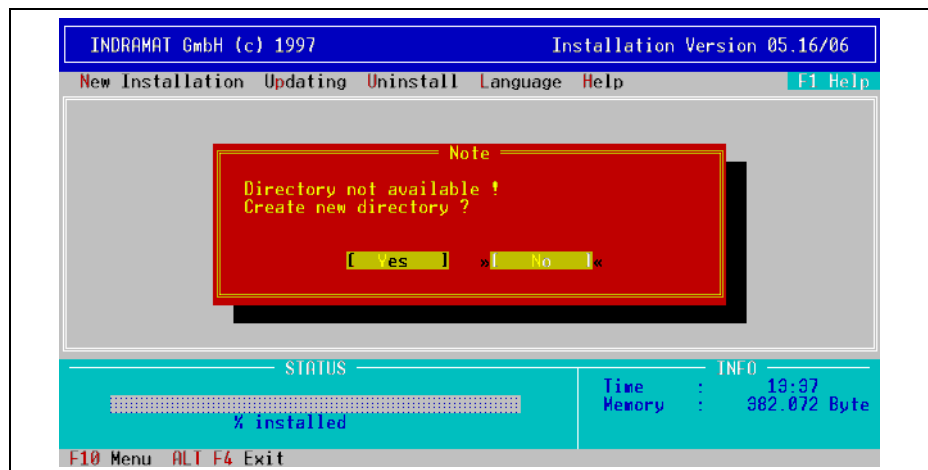 INDRAMAT GmbH (c) 1997 Installation Version 05.16/06
New Installation Updating Uninstall Language Help F1 Help
Note
Directory not available !
Create new directory ?
[ Yes ] »[ No ]«
STATUS
% installed
INFO
Time : 13:37
Memory : 382.072 Byte
F10 Menu ALT F4 Exit